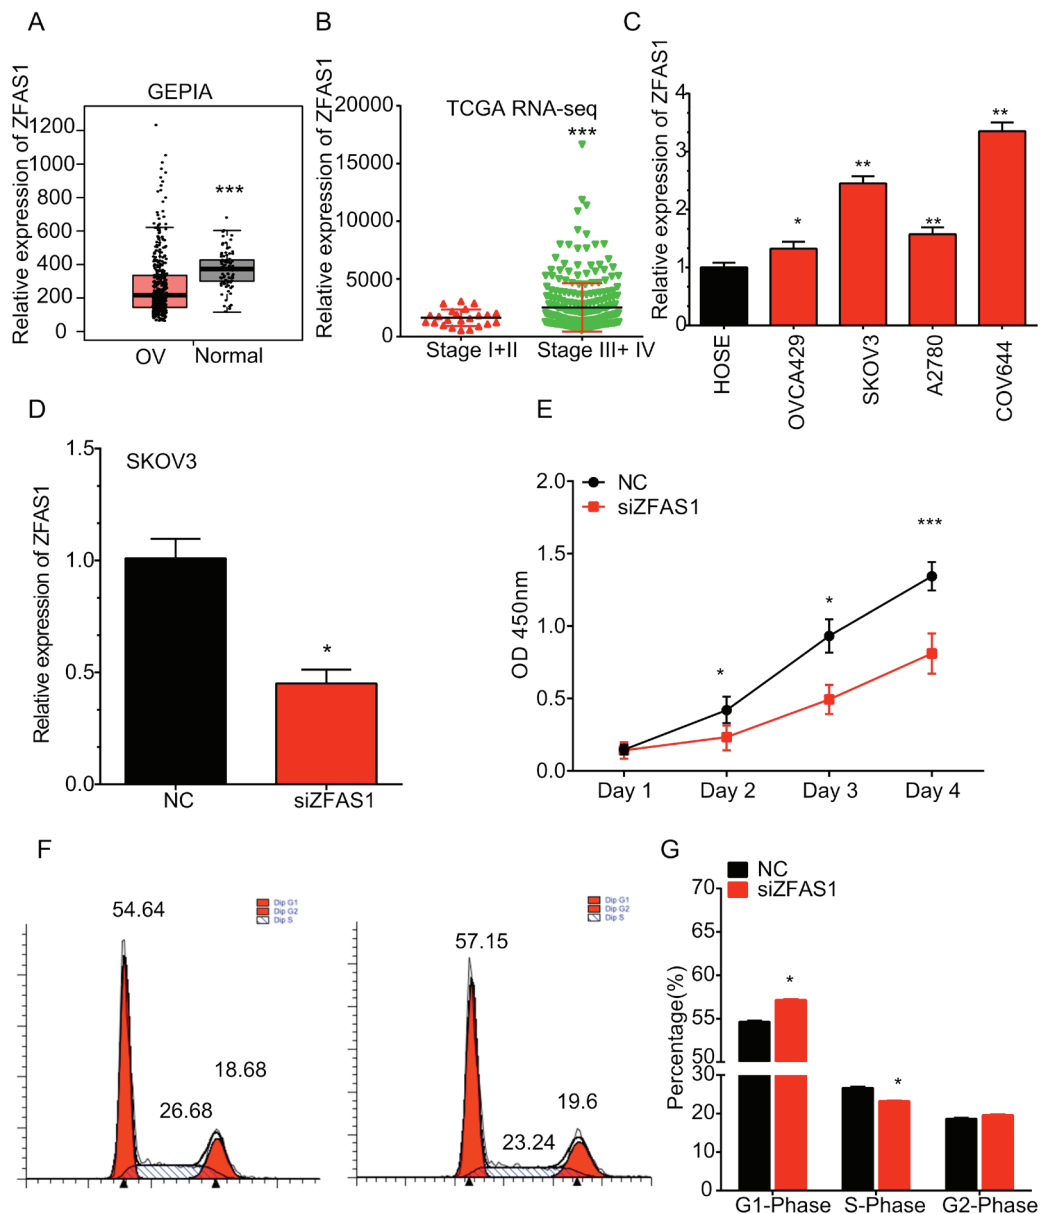 A
GEPIA
Relative expression of ZFAS1
1200
1000
800
600
400
200
0
***
OV
Normal
B
TCGA RNA-seq
Relative expression of ZFAS1
20000
15000
10000
5000
0
***
Stage I+II
Stage III+ IV
C
Relative expression of ZFAS1
4
3
2
1
0
*
**
**
**
HOSE
OVCA429
SKOV3
A2780
COV644
D
SKOV3
Relative expression of ZFAS1
1.5
1.0
0.5
0.0
*
NC
siZFAS1
E
NC
siZFAS1
OD 450nm
2.0
1.5
1.0
0.5
0.0
*
*
***
Day 1
Day 2
Day 3
Day 4
F
54.64
26.68
18.68
Dip G1
Dip G2
Dip S
57.15
23.24
19.6
Dip G1
Dip G2
Dip S
G
NC
siZFAS1
Percentage(%)
70
65
60
55
50
30
20
10
0
*
*
G1-Phase
S-Phase
G2-Phase